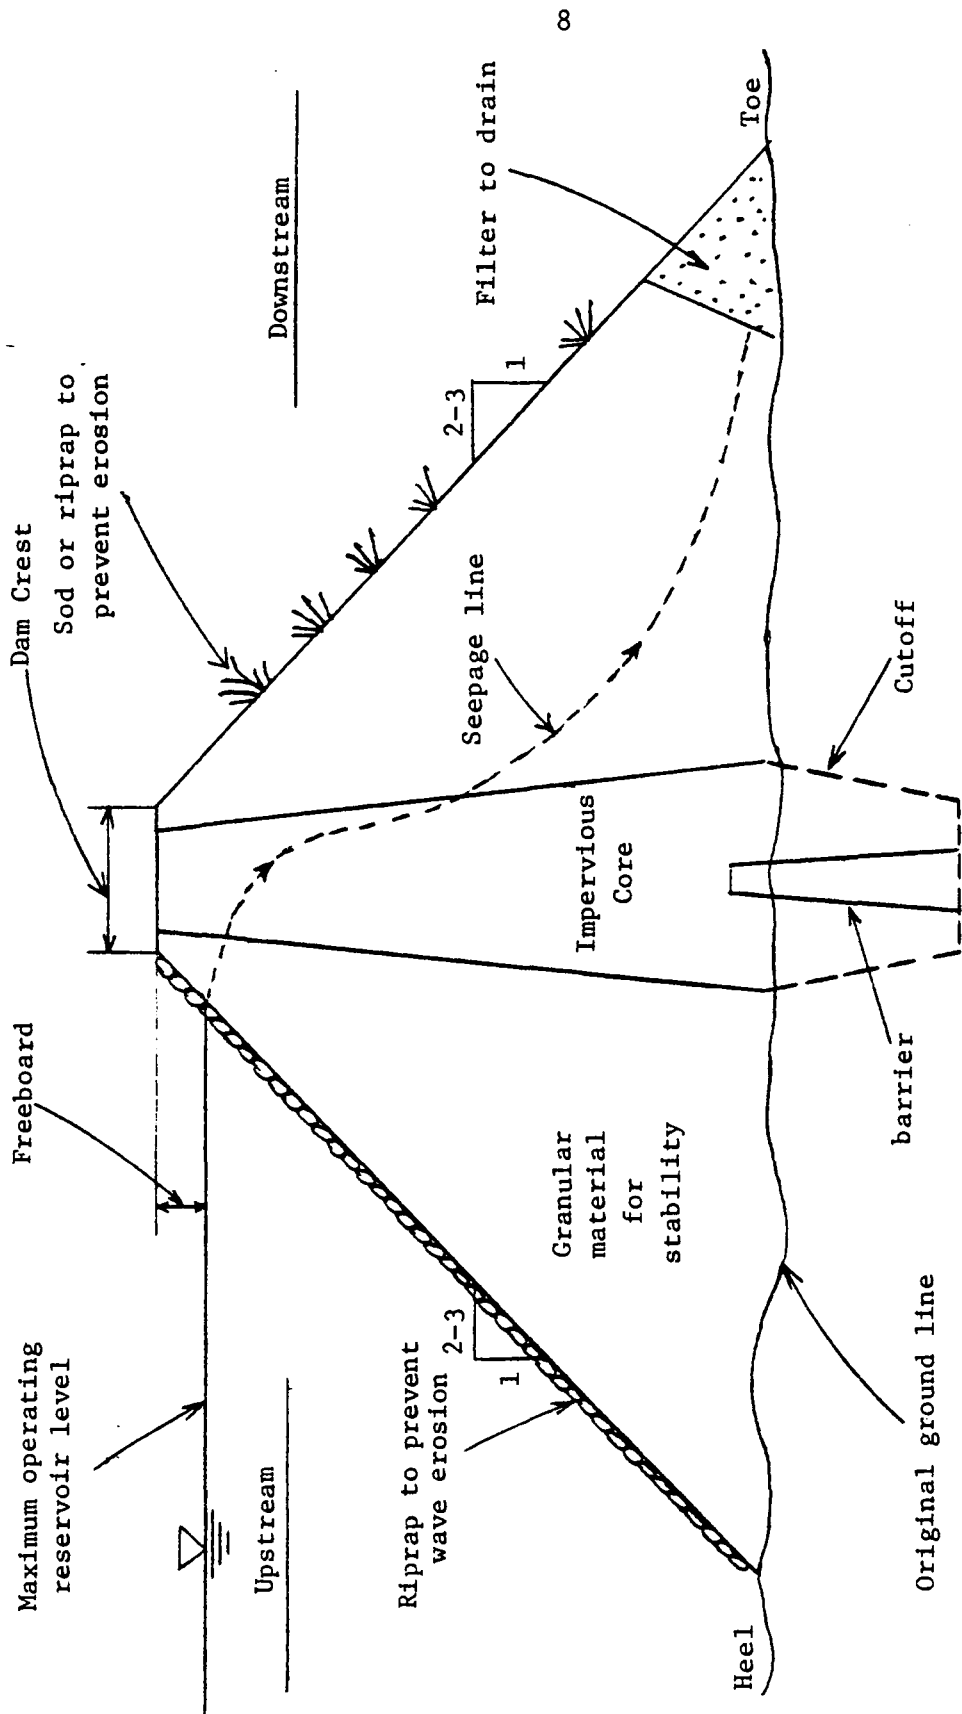 8
Dam Crest
Sod or riprap to
prevent erosion
Freeboard
Maximum operating
reservoir level
Upstream
Downstream
Filter to drain
2-3
1
Riprap to prevent
wave erosion
2-3
1
Seepage line
Impervious
Core
Granular
material
for
stability
Heel
Toe
Original ground line
barrier
Cutoff